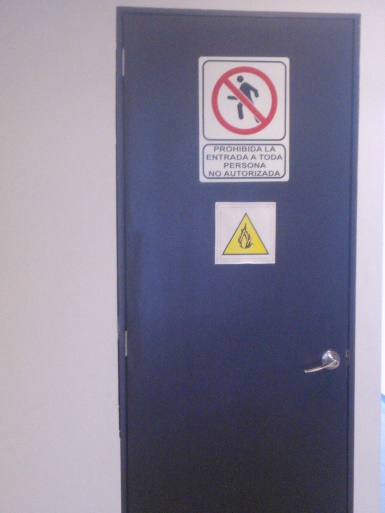 PROHIBIDA LA
ENTRADA A TODA
PERSONA
NO AUTORIZADA